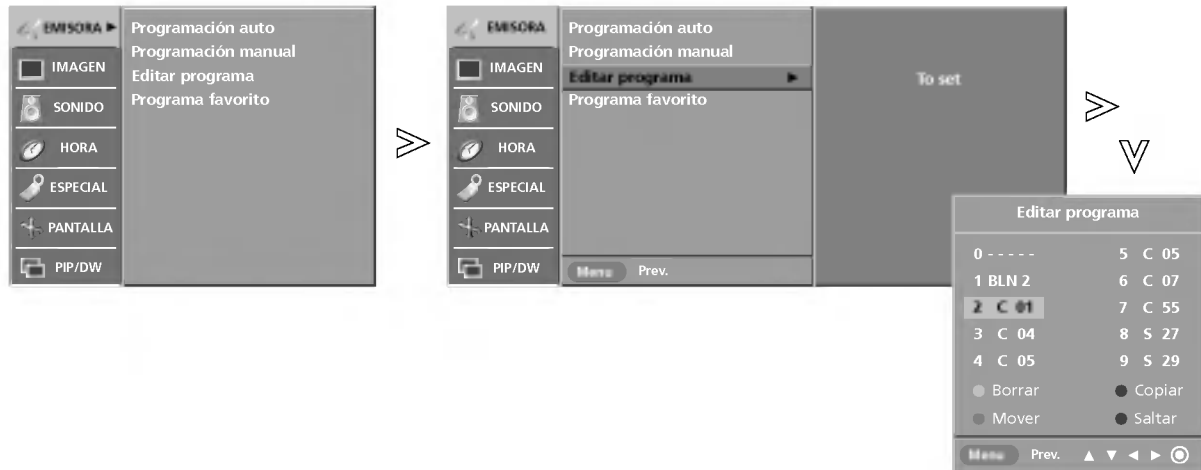 EMISORA ►
IMAGEN
SONIDO
HORA
ESPECIAL
PANTALLA
PIP/DW
Programación auto
Programación manual
Editar programa
Programa favorito
EMISORA
IMAGEN
SONIDO
HORA
ESPECIAL
PANTALLA
PIP/DW
Programación auto
Programación manual
Editar programa ►
Programa favorito
Menu Prev.
To set
Editar programa
0 - - - - - 5 C 05
1 BLN 2 6 C 07
2 C 01 7 C 55
3 C 04 8 S 27
4 C 05 9 S 29
Borrar Copiar
Mover Saltar
Menu Prev. ▲ ▼ ◄ ►